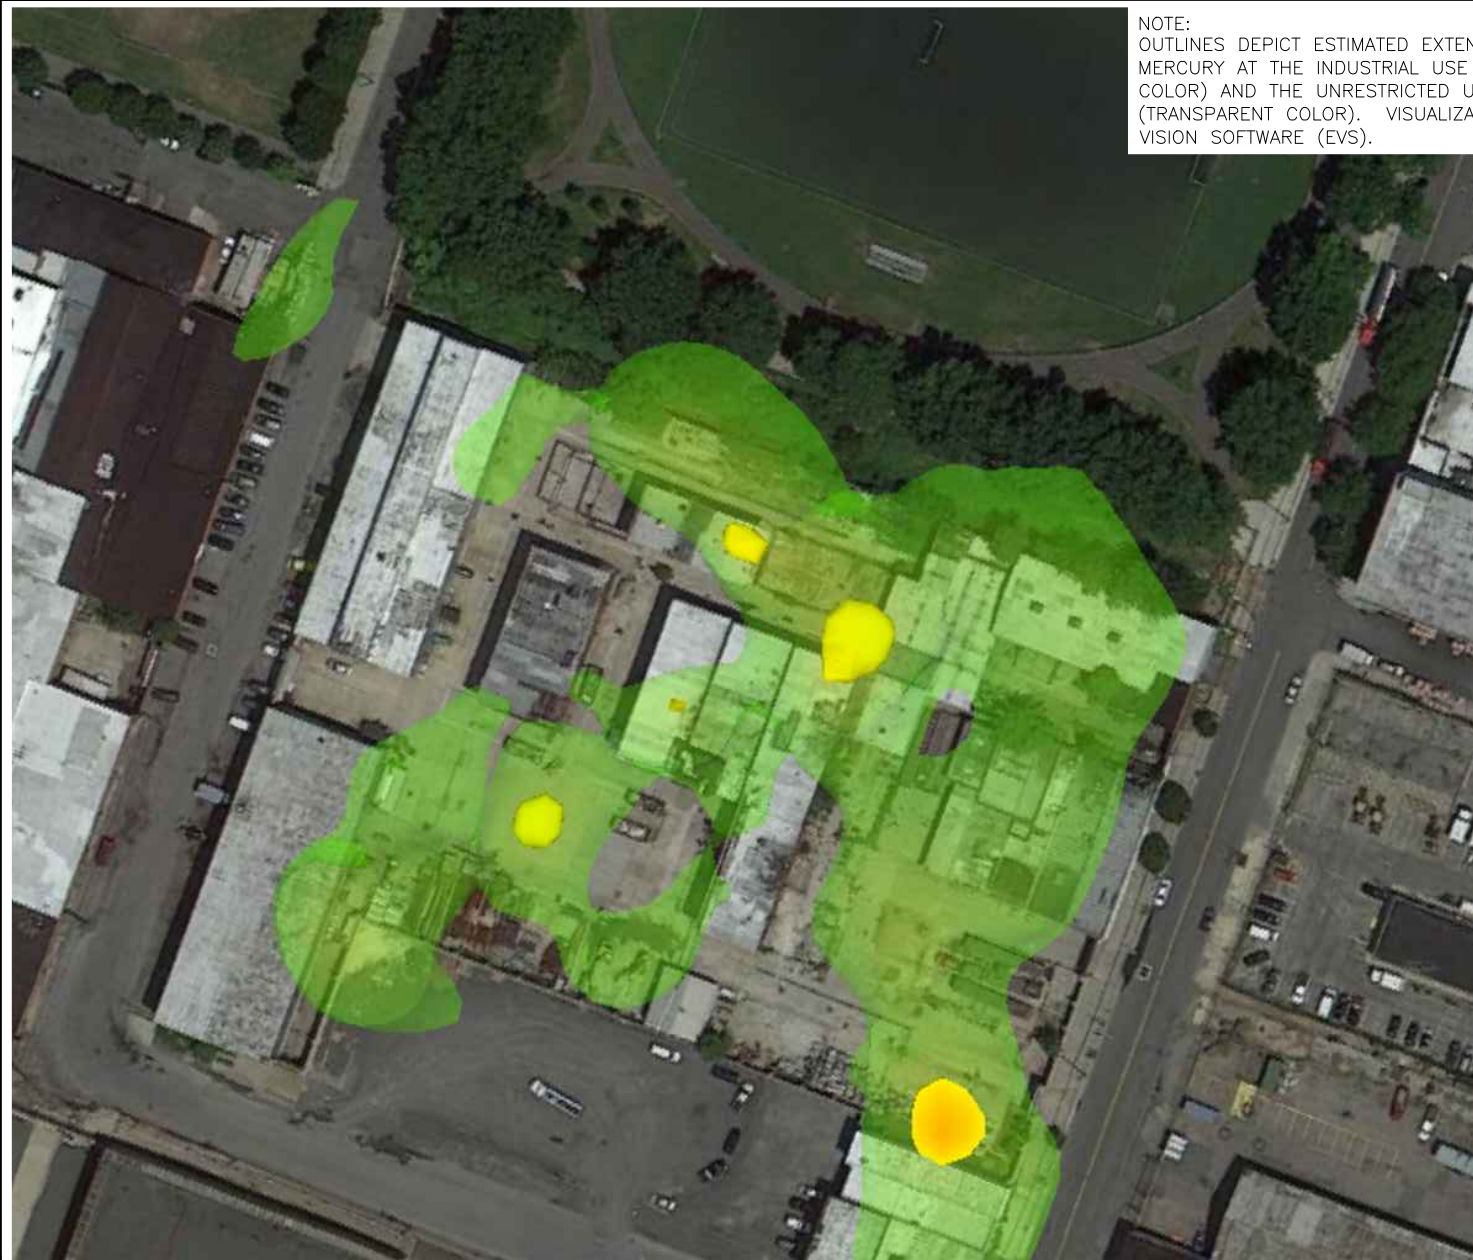 NOTE:
OUTLINES DEPICT ESTIMATED EXTEN
MERCURY AT THE INDUSTRIAL USE
COLOR) AND THE UNRESTRICTED U
(TRANSPARENT COLOR). VISUALIZA
VISION SOFTWARE (EVS).